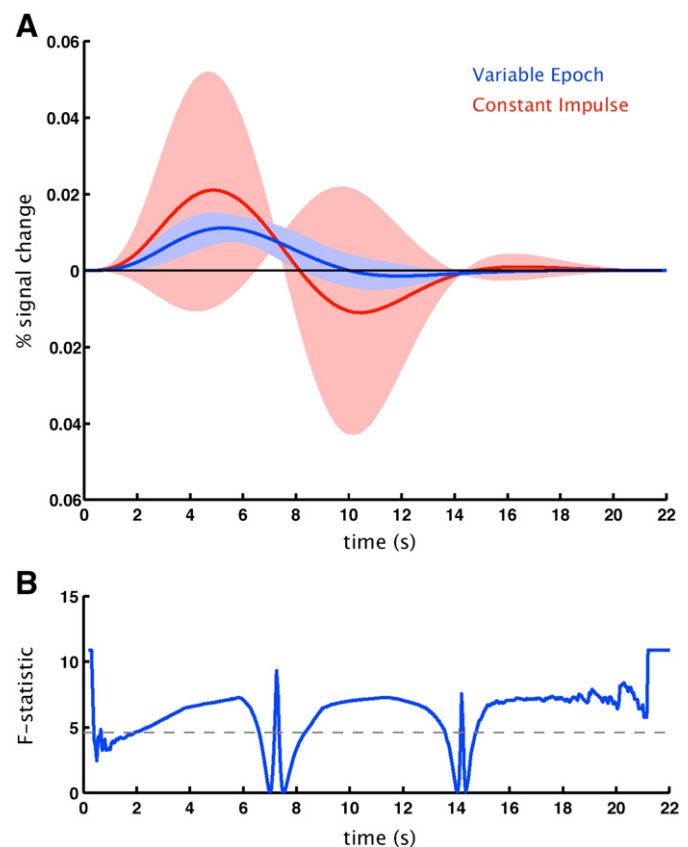 A
0.06
0.04
0.02
0
0.02
0.04
0.06
% signal change
Variable Epoch
Constant Impulse
0 2 4 6 8 10 12 14 16 18 20 22
time (s)
B
15
10
5
0
F-statistic
0 2 4 6 8 10 12 14 16 18 20 22
time (s)